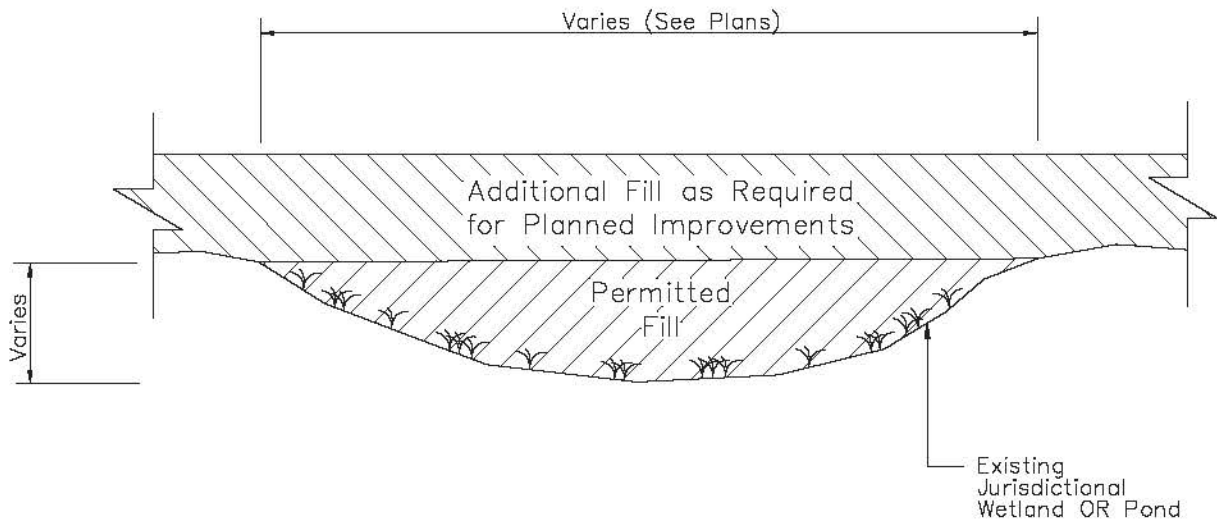 Varies (See Plans)
Additional Fill as Required
for Planned Improvements
Permitted
Fill
Varies
Existing
Jurisdictional
Wetland OR Pond